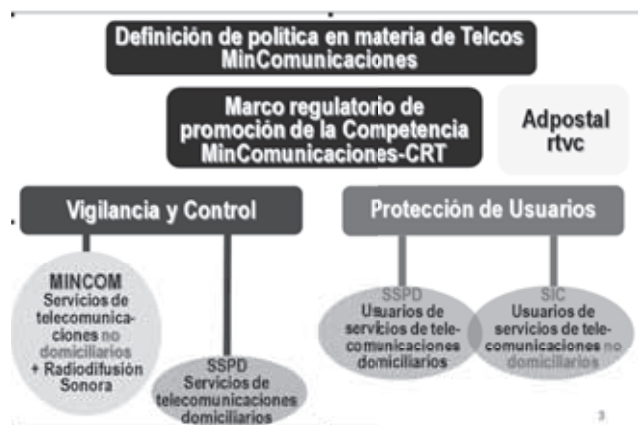 Definición de política en materia de Telcos
MinComunicaciones
Marco regulatorio de
promoción de la Competencia
MinComunicaciones-CRT
Adpostal
rtvc
Vigilancia y Control
Protección de Usuarios
MINCOM
Servicios de
telecomunica-
ciones no
domiciliarios
+ Radiodifusión
Sonora
SSPD
Servicios de
telecomunicaciones
domiciliarios
SSPD
Usuarios de
servicios de tele-
comunicaciones
domiciliarios
SIC
Usuarios de
servicios de tele-
comunicaciones no
domiciliarios
3